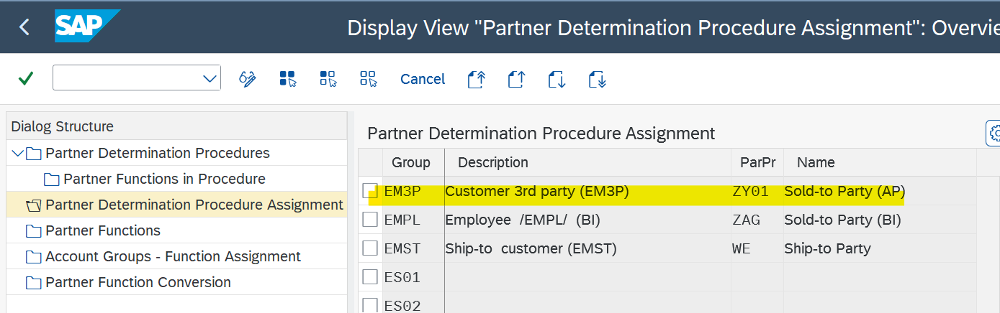 SAP
Display View "Partner Determination Procedure Assignment": Overvie
Cancel
Dialog Structure
Partner Determination Procedures
Partner Functions in Procedure
Partner Determination Procedure Assignment
Partner Functions
Account Groups - Function Assignment
Partner Function Conversion
Partner Determination Procedure Assignment
Group Description ParPr Name
EM3P Customer 3rd party (EM3P) ZY01 Sold-to Party (AP)
EMPL Employee /EMPL/ (BI) ZAG Sold-to Party (BI)
EMST Ship-to customer (EMST) WE Ship-to Party
ES01
ES02